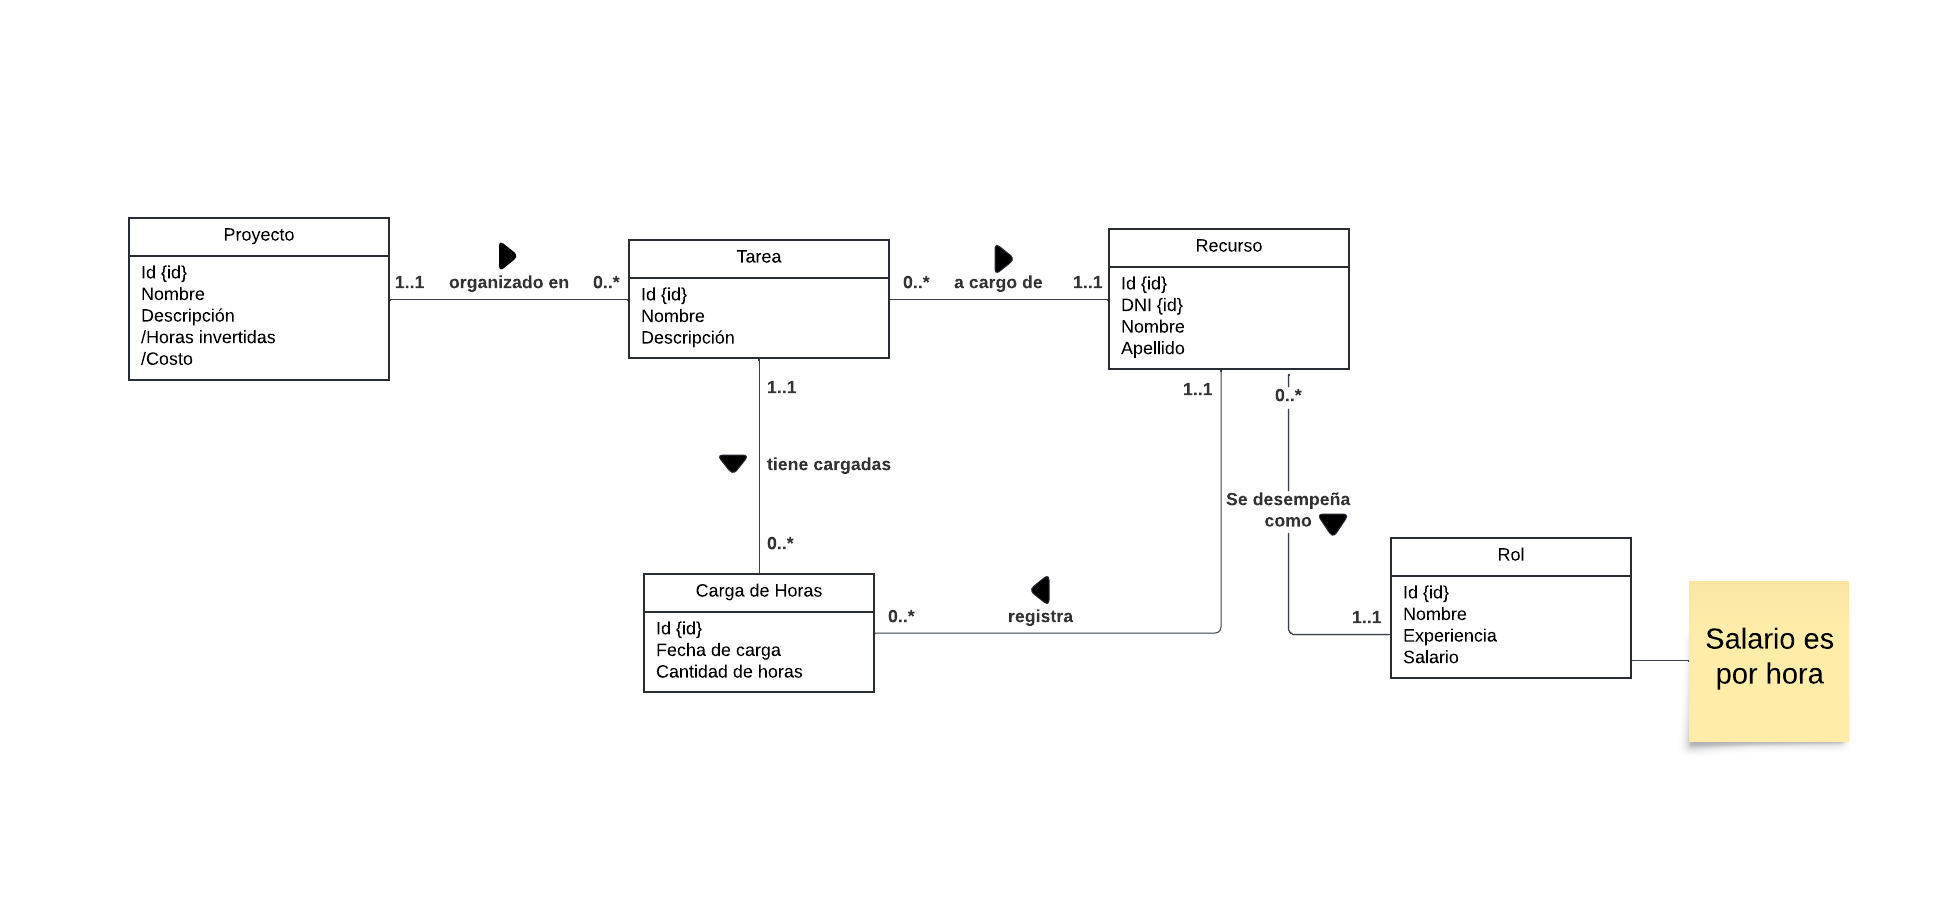 Proyecto
Id {id}
Nombre
Descripción
/Horas invertidas
/Costo
1..1
organizado en
0..*
Tarea
Id {id}
Nombre
Descripción
0..*
a cargo de
1..1
Recurso
Id {id}
DNI {id}
Nombre
Apellido
1..1
tiene cargadas
0..*
1..1
0..*
Se desempeña
como
Carga de Horas
Id {id}
Fecha de carga
Cantidad de horas
0..*
registra
1..1
Rol
Id {id}
Nombre
Experiencia
Salario
Salario es
por hora